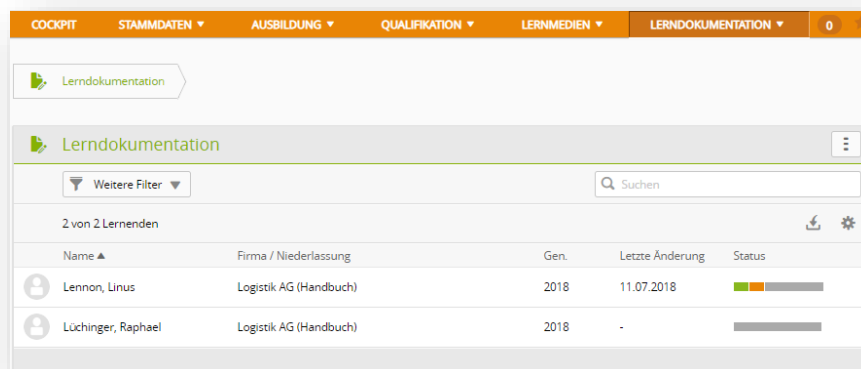 COCKPIT STAMMDATEN AUSBILDUNG QUALIFIKATION LERNMEDIEN LERNDOKUMENTATION 0
Lerndokumentation
Lerndokumentation
Weitere Filter Suchen
2 von 2 Lernenden
Name Firma / Niederlassung Gen. Letzte Änderung Status
Lennon, Linus Logistik AG (Handbuch) 2018 11.07.2018
Lüchinger, Raphael Logistik AG (Handbuch) 2018 -